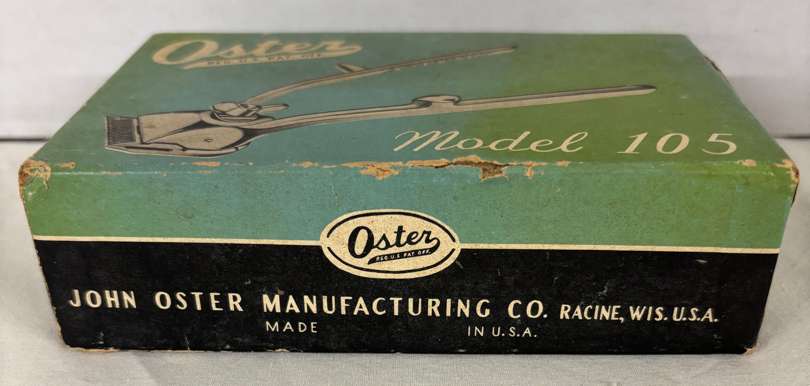 Oster
REG. U.S. PAT. OFF.
Model 105
Oster
REG. U.S. PAT. OFF.
JOHN OSTER MANUFACTURING CO. RACINE, WIS. U.S.A.
MADE IN U.S.A.